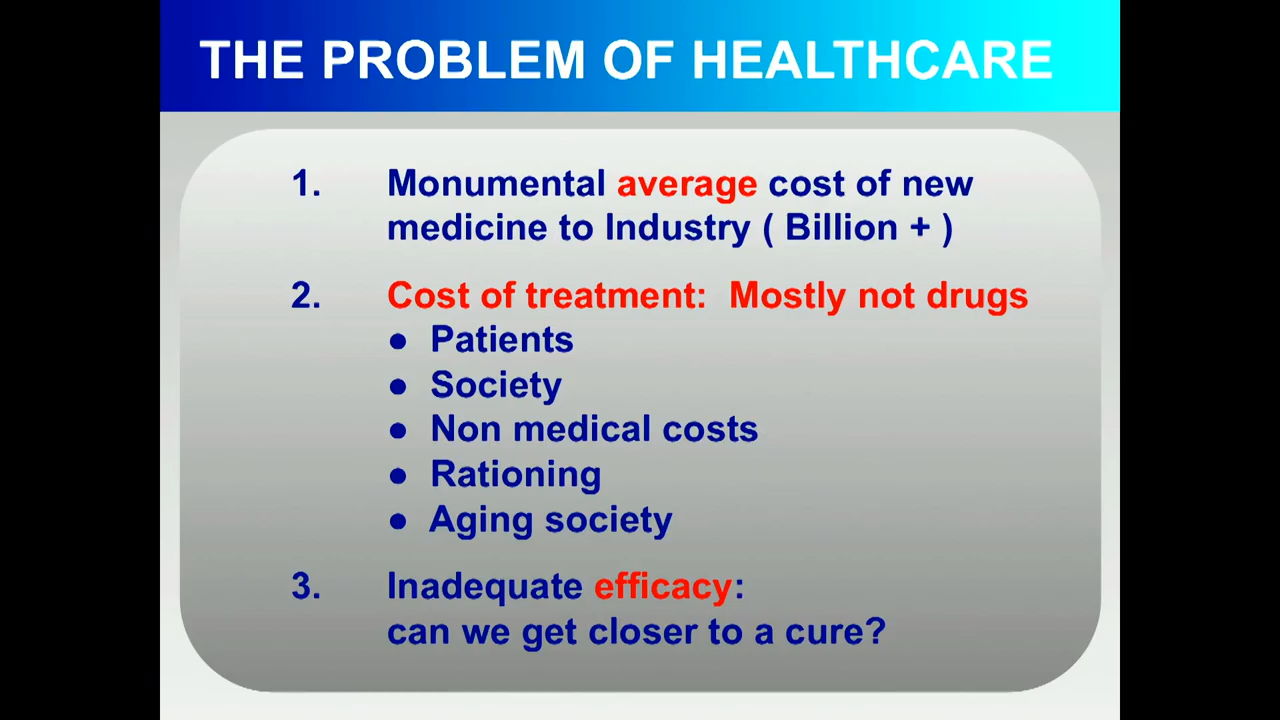 THE PROBLEM OF HEALTHCARE
1. Monumental average cost of new
medicine to Industry ( Billion + )
2. Cost of treatment: Mostly not drugs
● Patients
● Society
● Non medical costs
● Rationing
● Aging society
3. Inadequate efficacy:
can we get closer to a cure?